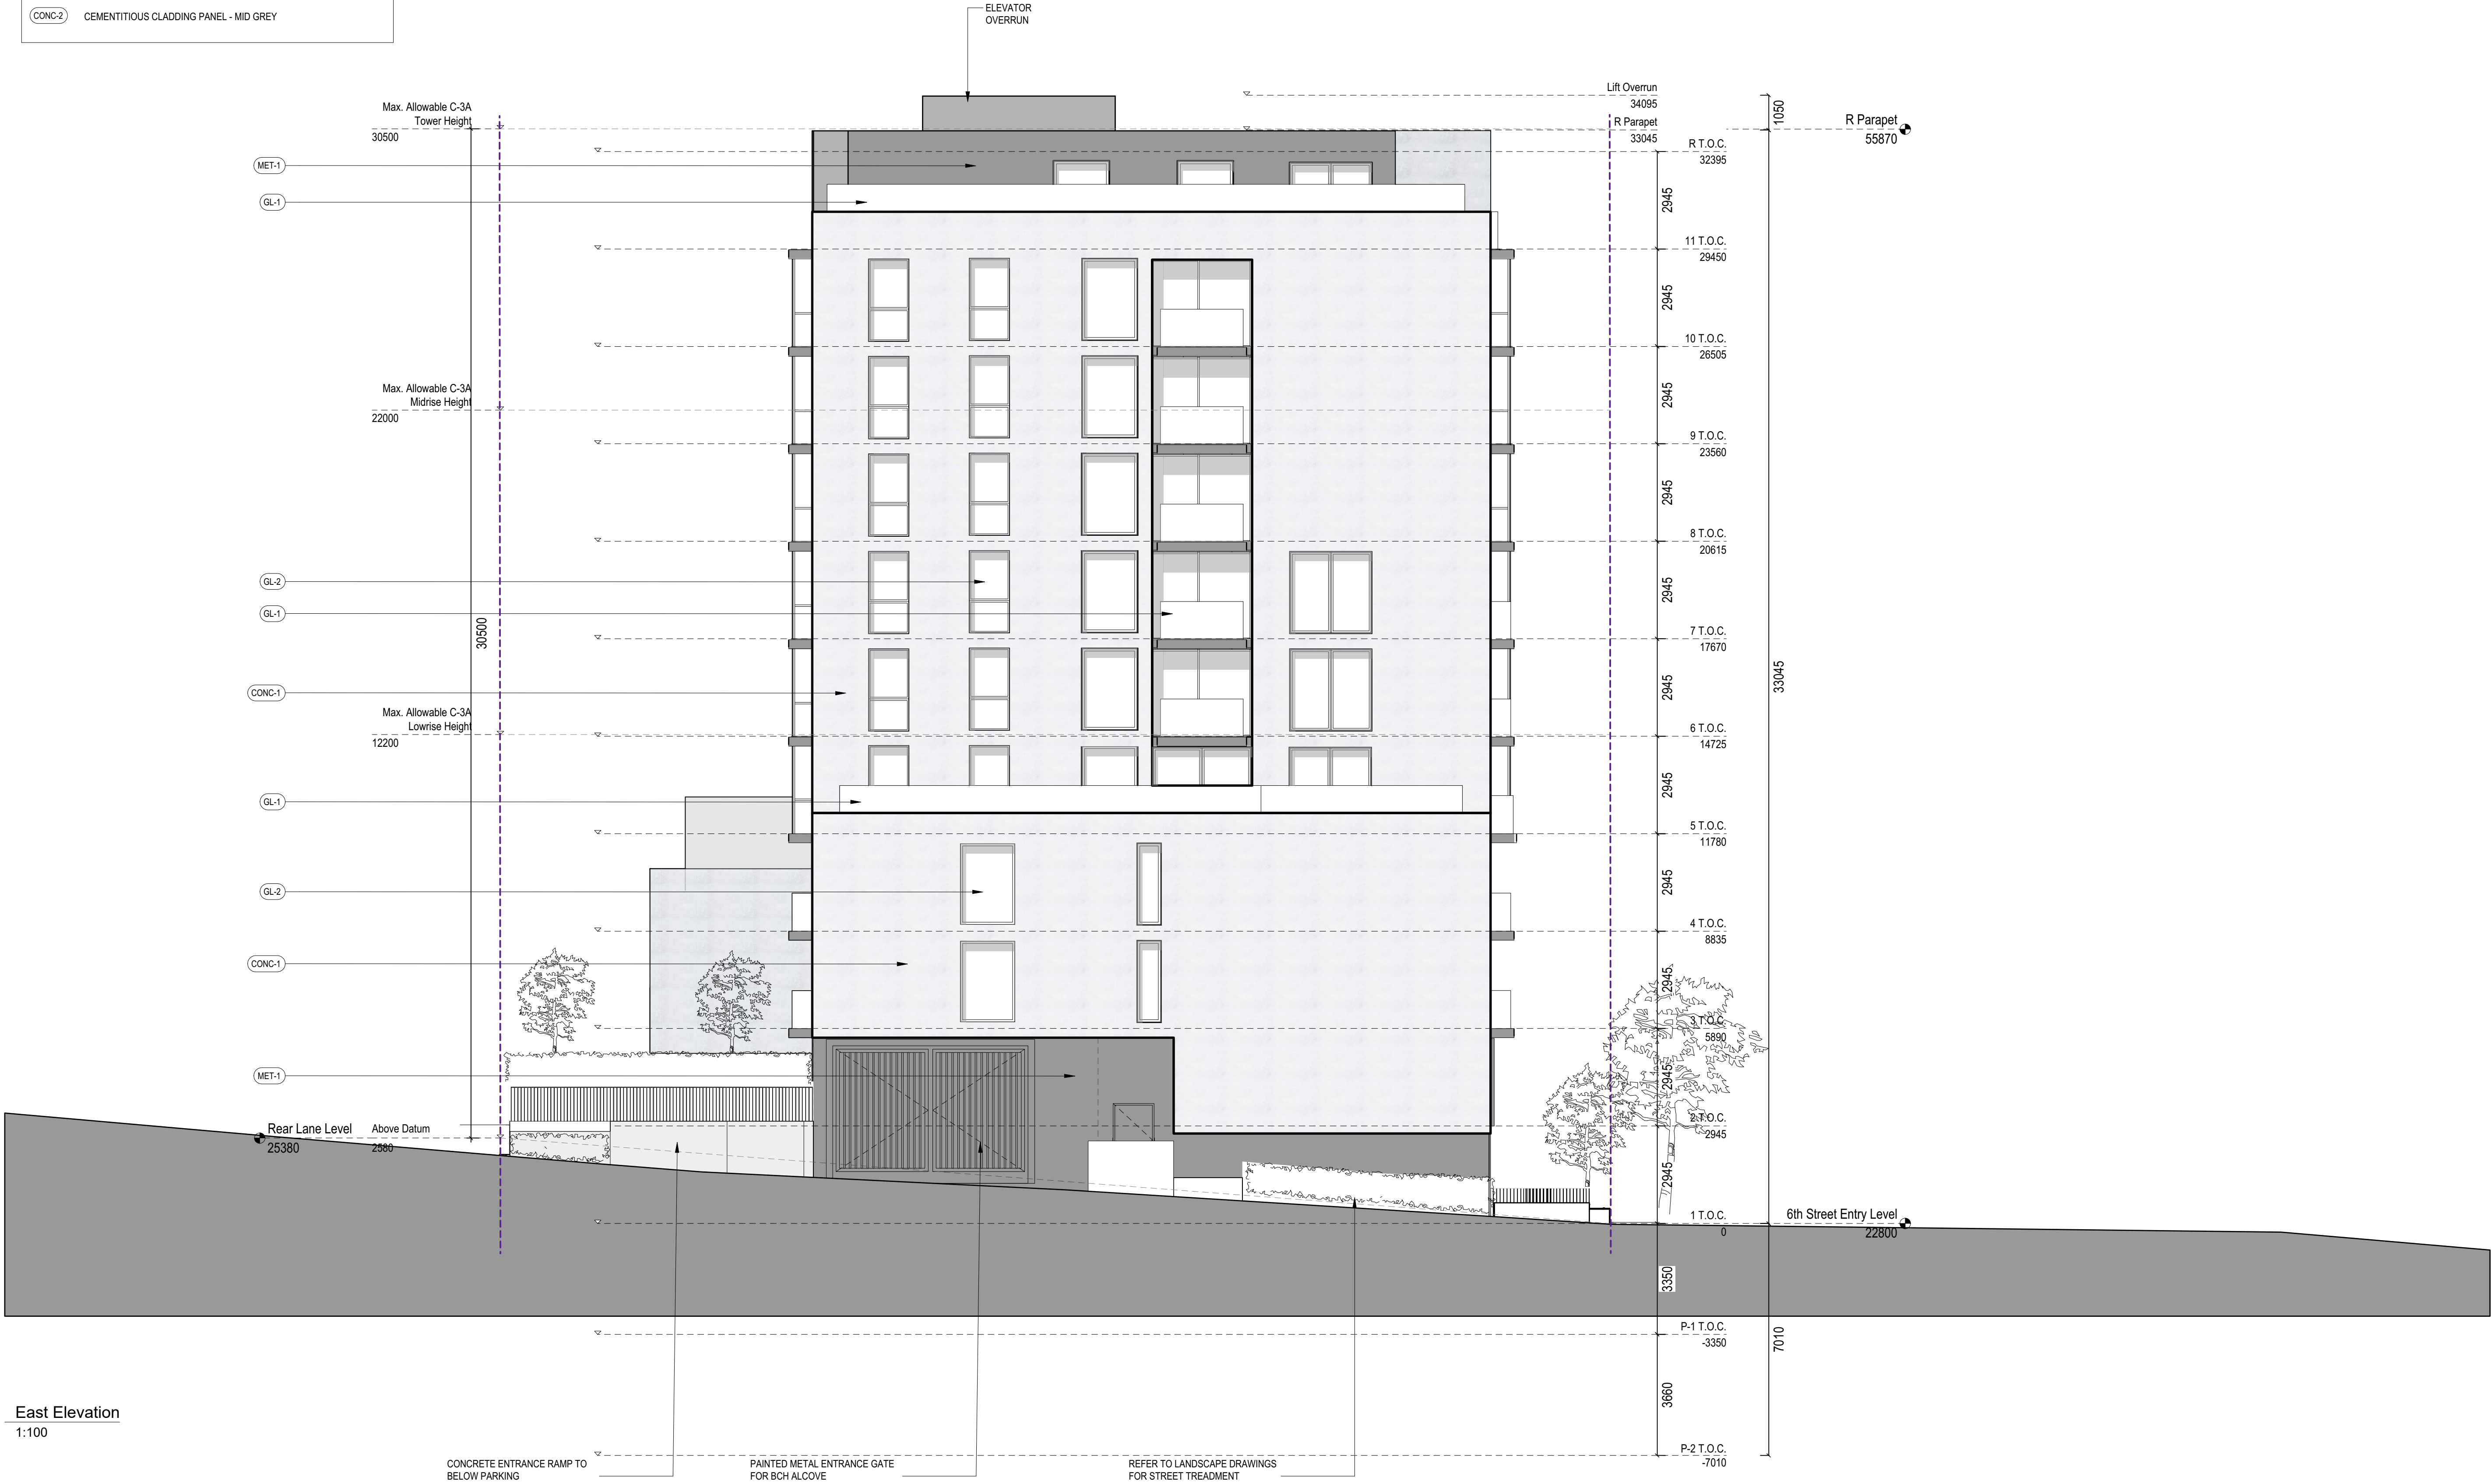 CONC-2 CEMENTITIOUS CLADDING PANEL - MID GREY
ELEVATOR
OVERRUN
Lift Overrun
34095
1050
Max. Allowable C-3A
Tower Height
30500
R Parapet
33045
R Parapet
55870
R T.O.C.
32395
MET-1
GL-1
2945
11 T.O.C.
29450
2945
10 T.O.C.
26505
Max. Allowable C-3A
Midrise Height
22000
2945
9 T.O.C.
23560
2945
8 T.O.C.
20615
GL-2
GL-1
30500
2945
7 T.O.C.
17670
33045
CONC-1
2945
Max. Allowable C-3A
Lowrise Height
12200
6 T.O.C.
14725
GL-1
2945
5 T.O.C.
11780
GL-2
2945
4 T.O.C.
8835
CONC-1
2945
3 T.O.C.
5890
MET-1
2945
2 T.O.C.
2945
Rear Lane Level
25380
Above Datum
2580
2945
1 T.O.C.
0
6th Street Entry Level
22800
3350
P-1 T.O.C.
-3350
7010
3660
P-2 T.O.C.
-7010
East Elevation
1:100
CONCRETE ENTRANCE RAMP TO
BELOW PARKING
PAINTED METAL ENTRANCE GATE
FOR BCH ALCOVE
REFER TO LANDSCAPE DRAWINGS
FOR STREET TREADMENT